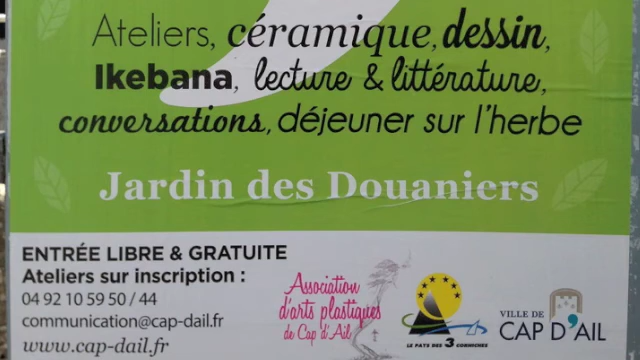 Ateliers, céramique, dessin,
Ikebana, lecture & littérature,
conversations, déjeuner sur l'herbe
Jardin des Douaniers
ENTRÉE LIBRE & GRATUITE
Ateliers sur inscription :
04 92 10 59 50 / 44
communication@cap-dail.fr
www.cap-dail.fr
Association
d'arts plastiques
de Cap d'Ail
LE PAYS DES 3 CORNICHES
VILLE DE
CAP D'AIL